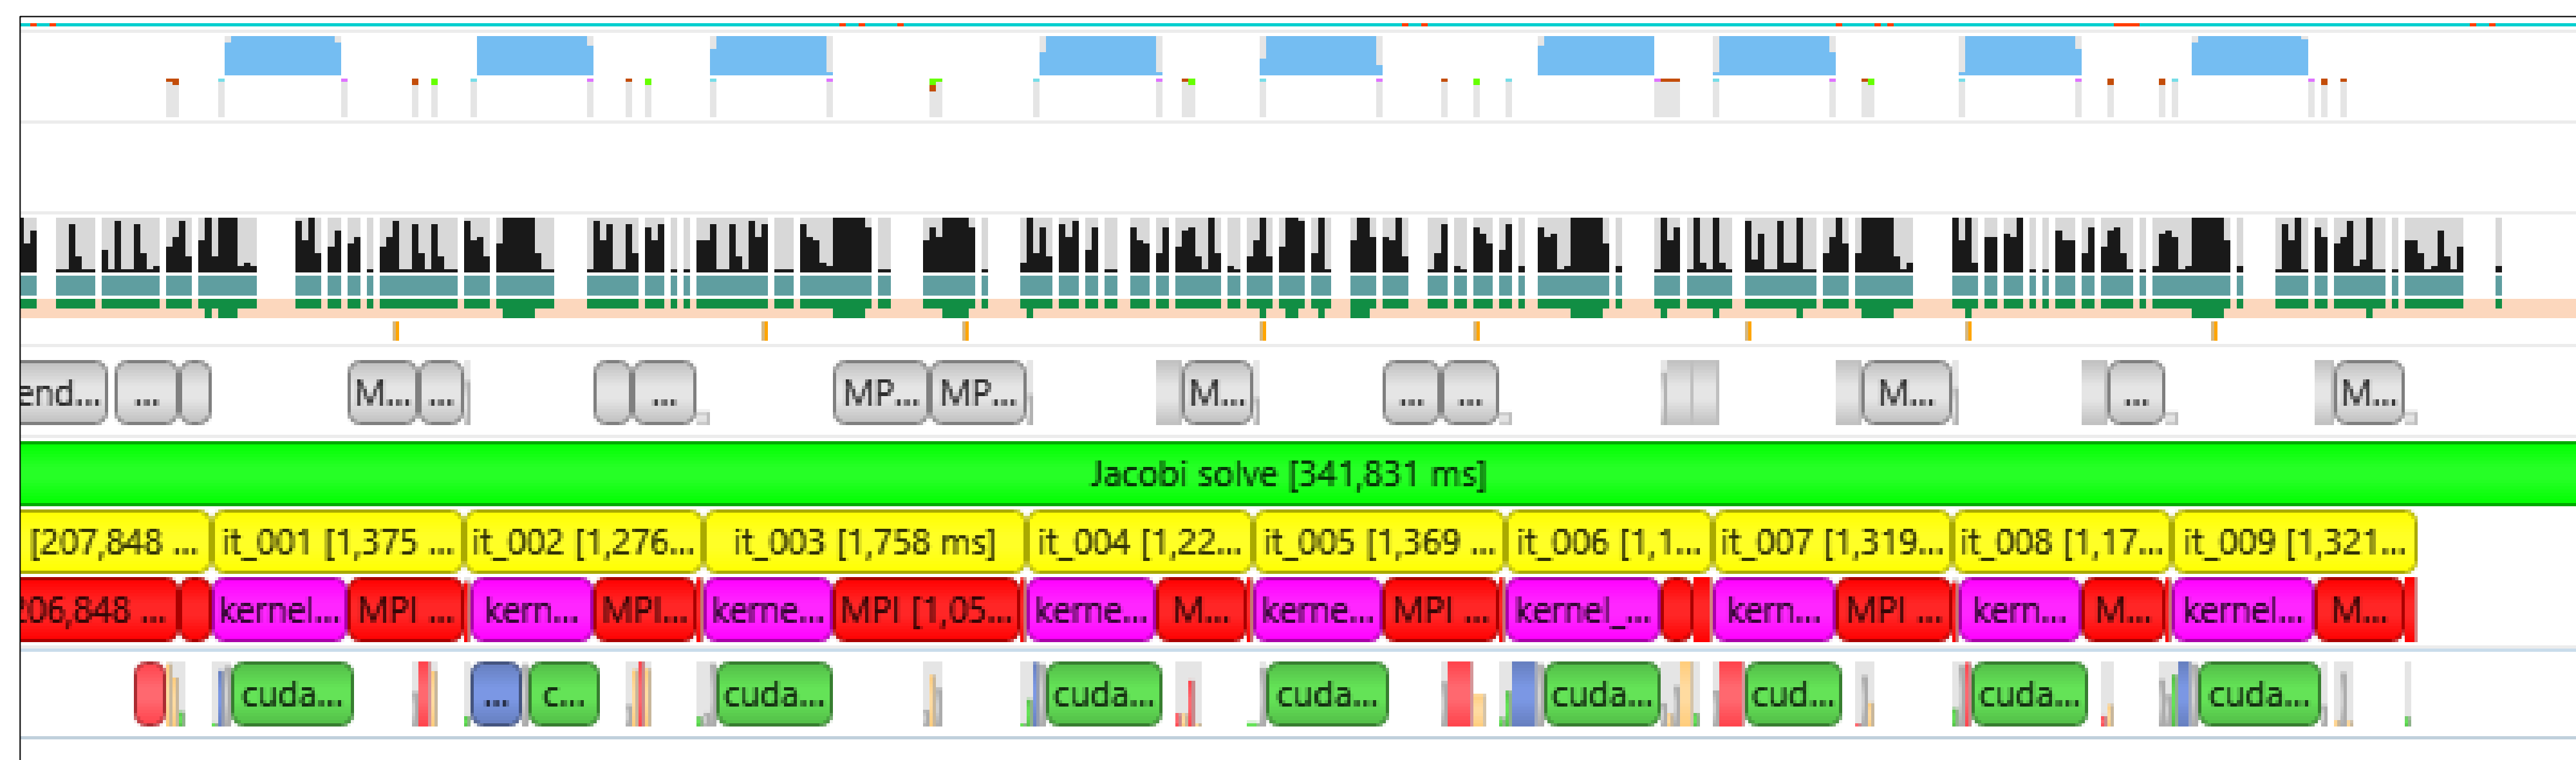 end... ... M... ... ... MP... MP... M... ... ... M... ... M...
Jacobi solve [341,831 ms]
[207,848 ... it_001 [1,375 ... it_002 [1,276... it_003 [1,758 ms] it_004 [1,22... it_005 [1,369 ... it_006 [1,1... it_007 [1,319... it_008 [1,17... it_009 [1,321...
206,848 ... kernel... MPI ... kern... MPI... kerne... MPI [1,05... kerne... M... kerne... MPI ... kernel_... kern... MPI ... kern... M... kernel... M...
cuda... ... c... cuda... cuda... cuda... cuda... cud... cuda... cuda...